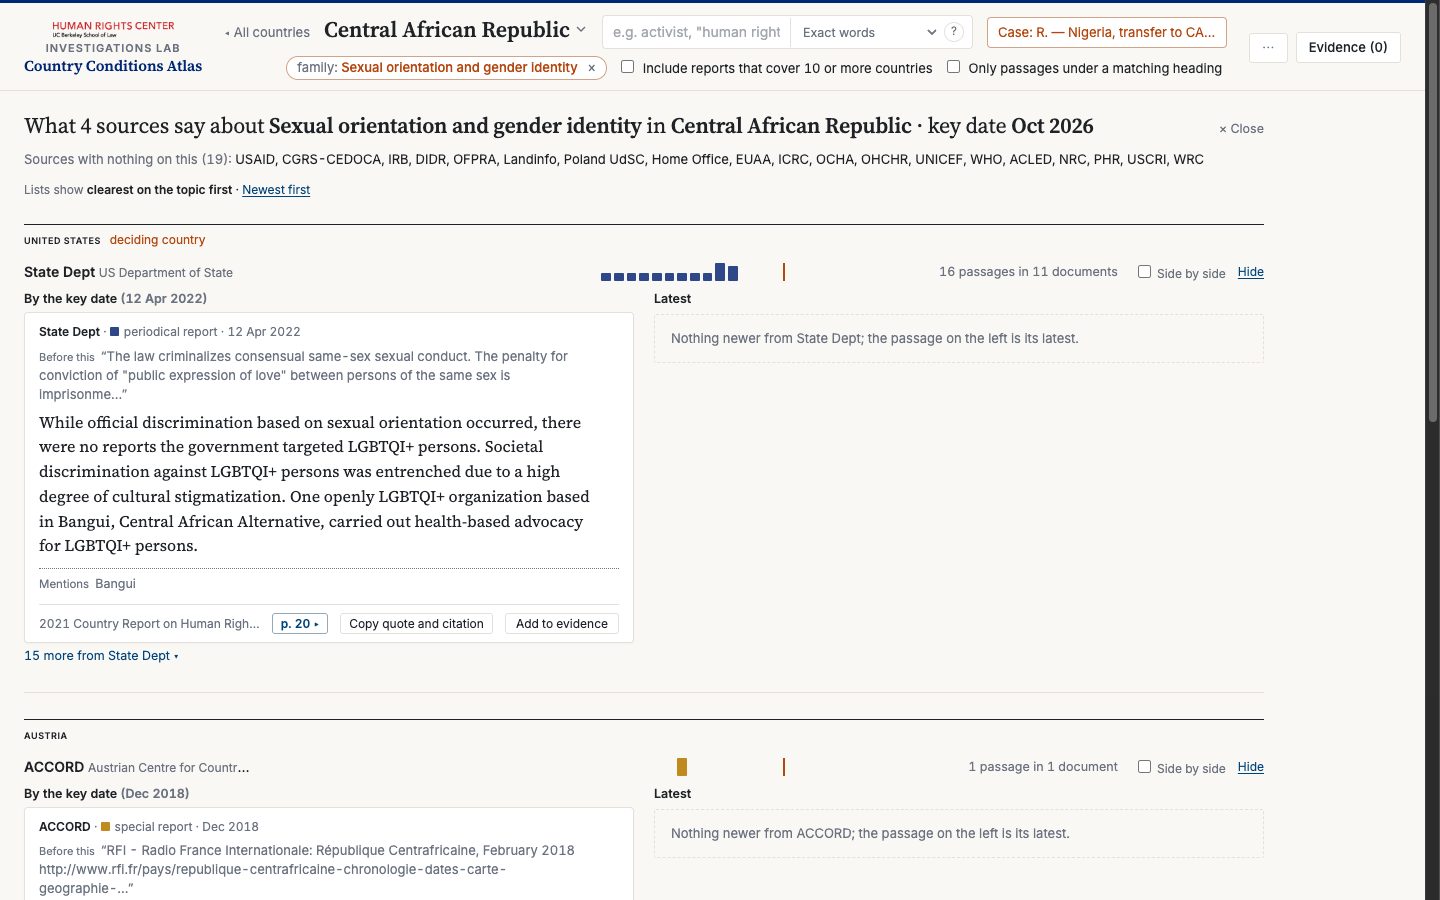 HUMAN RIGHTS CENTER
UC Berkeley School of Law
INVESTIGATIONS LAB
Country Conditions Atlas
◂ All countries
Central African Republic
e.g. activist, "human right
Exact words
?
Case: R. — Nigeria, transfer to CA...
...
Evidence (0)
family: Sexual orientation and gender identity ×
Include reports that cover 10 or more countries
Only passages under a matching heading
What 4 sources say about Sexual orientation and gender identity in Central African Republic · key date Oct 2026
× Close
Sources with nothing on this (19): USAID, CGRS-CEDOCA, IRB, DIDR, OFPRA, Landinfo, Poland UdSC, Home Office, EUAA, ICRC, OCHA, OHCHR, UNICEF, WHO, ACLED, NRC, PHR, USCRI, WRC
Lists show clearest on the topic first · Newest first
UNITED STATES deciding country
State Dept US Department of State
16 passages in 11 documents
Side by side
Hide
By the key date (12 Apr 2022)
Latest
State Dept · periodical report · 12 Apr 2022
Before this “The law criminalizes consensual same-sex sexual conduct. The penalty for
conviction of "public expression of love" between persons of the same sex is
imprisonme...”
While official discrimination based on sexual orientation occurred, there
were no reports the government targeted LGBTQI+ persons. Societal
discrimination against LGBTQI+ persons was entrenched due to a high
degree of cultural stigmatization. One openly LGBTQI+ organization based
in Bangui, Central African Alternative, carried out health-based advocacy
for LGBTQI+ persons.
Mentions Bangui
2021 Country Report on Human Righ...
p. 20 ▸
Copy quote and citation
Add to evidence
Nothing newer from State Dept; the passage on the left is its latest.
15 more from State Dept ▾
AUSTRIA
ACCORD Austrian Centre for Countr...
1 passage in 1 document
Side by side
Hide
By the key date (Dec 2018)
Latest
ACCORD · special report · Dec 2018
Before this “RFI - Radio France Internationale: République Centrafricaine, February 2018
http://www.rfi.fr/pays/republique-centrafricaine-chronologie-dates-carte-
geographie-...”
Nothing newer from ACCORD; the passage on the left is its latest.